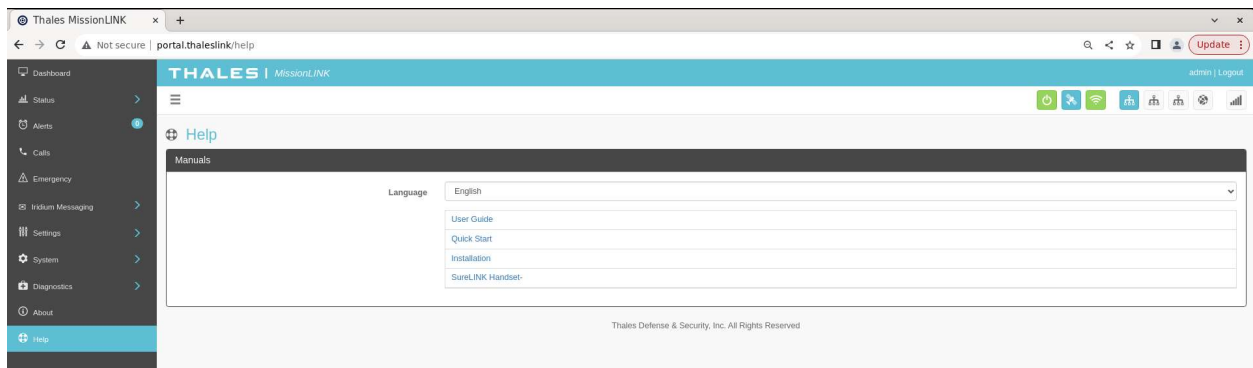 Thales MissionLINK
Not secure | portal.thaleslink/help
Update
Dashboard
Status
Alerts 0
Calls
Emergency
Iridium Messaging
Settings
System
Diagnostics
About
Help
THALES | MissionLINK
admin | Logout
Help
Manuals
Language English
User Guide
Quick Start
Installation
SureLINK Handset-
Thales Defense & Security, Inc. All Rights Reserved